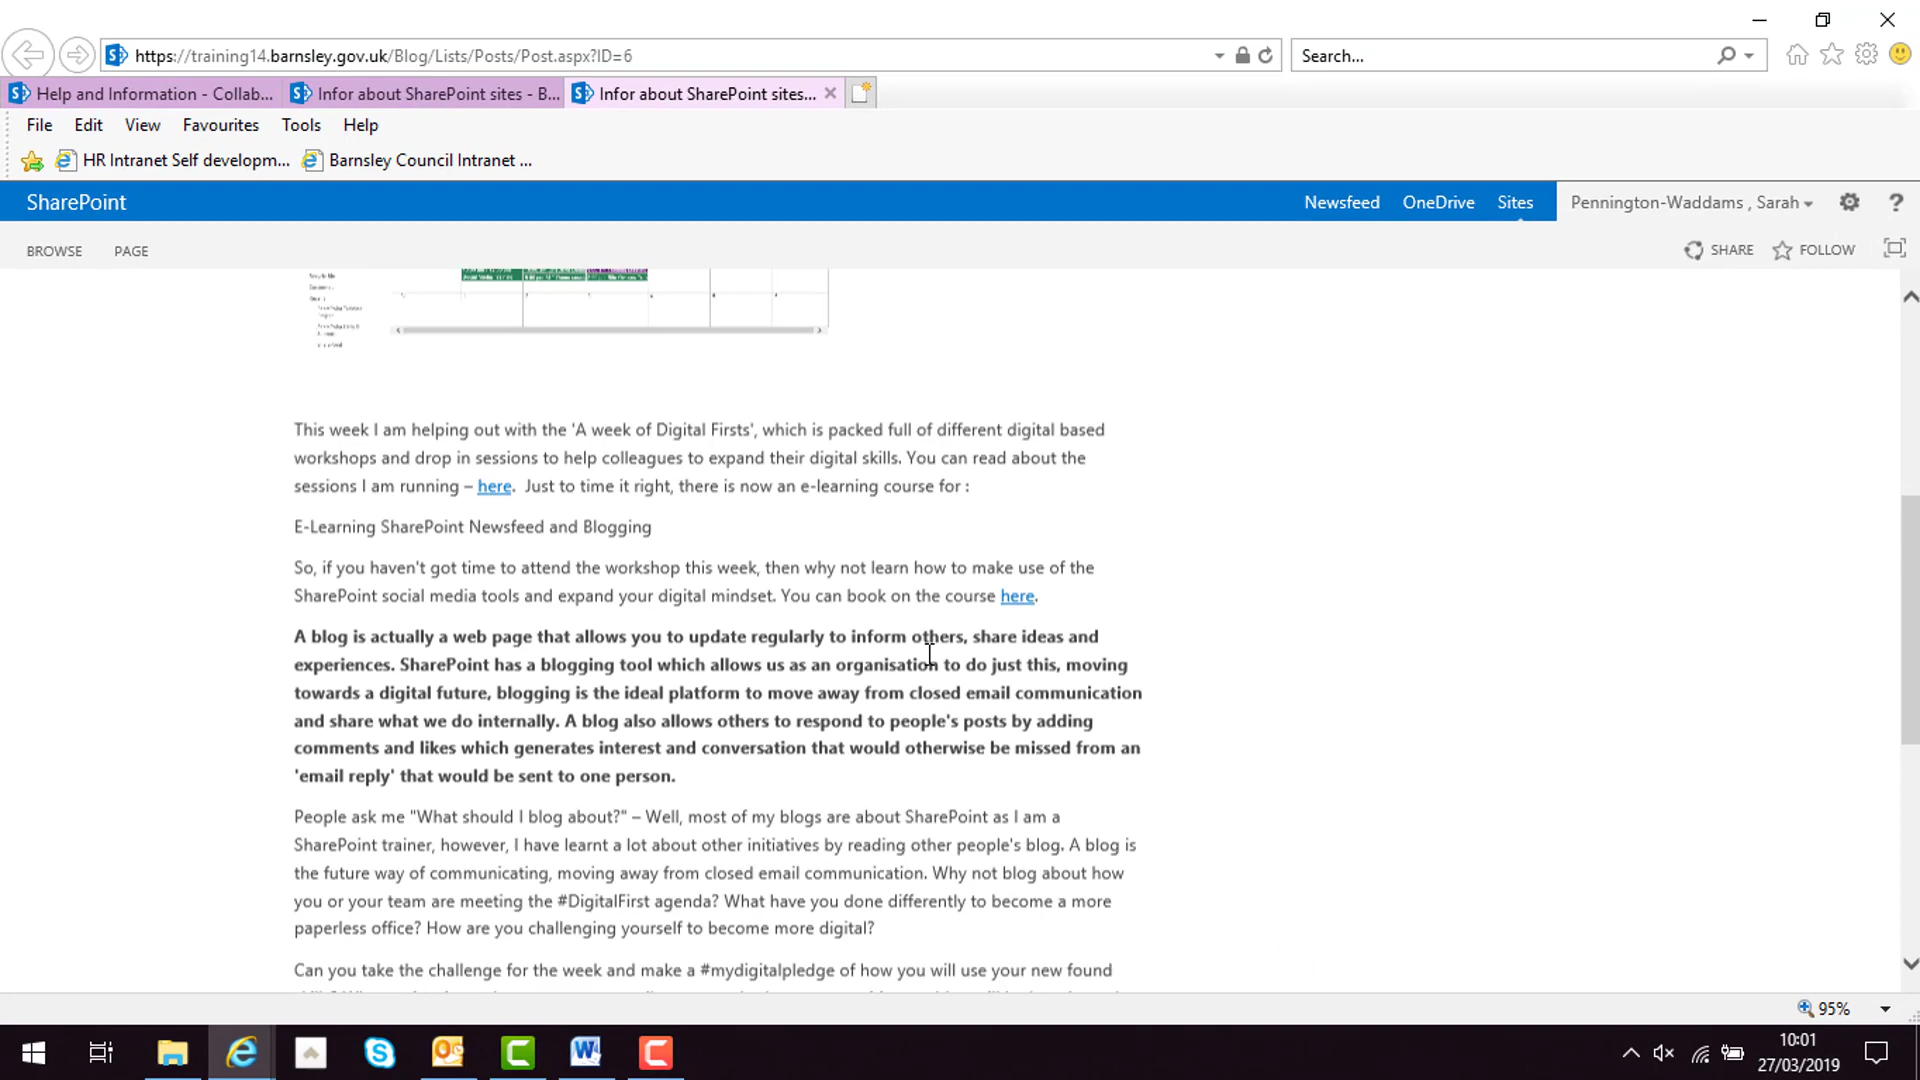 https://training14.barnsley.gov.uk/Blog/Lists/Posts/Post.aspx?ID=6
Search...
Help and Information - Collab...
Infor about SharePoint sites - B...
Infor about SharePoint sites...
File Edit View Favourites Tools Help
HR Intranet Self developm... Barnsley Council Intranet ...
SharePoint
Newsfeed OneDrive Sites
Pennington-Waddams , Sarah
BROWSE PAGE
SHARE FOLLOW
This week I am helping out with the 'A week of Digital Firsts', which is packed full of different digital based
workshops and drop in sessions to help colleagues to expand their digital skills. You can read about the
sessions I am running – here. Just to time it right, there is now an e-learning course for :
E-Learning SharePoint Newsfeed and Blogging
So, if you haven't got time to attend the workshop this week, then why not learn how to make use of the
SharePoint social media tools and expand your digital mindset. You can book on the course here.
A blog is actually a web page that allows you to update regularly to inform others, share ideas and
experiences. SharePoint has a blogging tool which allows us as an organisation to do just this, moving
towards a digital future, blogging is the ideal platform to move away from closed email communication
and share what we do internally. A blog also allows others to respond to people's posts by adding
comments and likes which generates interest and conversation that would otherwise be missed from an
'email reply' that would be sent to one person.
People ask me "What should I blog about?" – Well, most of my blogs are about SharePoint as I am a
SharePoint trainer, however, I have learnt a lot about other initiatives by reading other people's blog. A blog is
the future way of communicating, moving away from closed email communication. Why not blog about how
you or your team are meeting the #DigitalFirst agenda? What have you done differently to become a more
paperless office? How are you challenging yourself to become more digital?
Can you take the challenge for the week and make a #mydigitalpledge of how you will use your new found
95%
10:01
27/03/2019